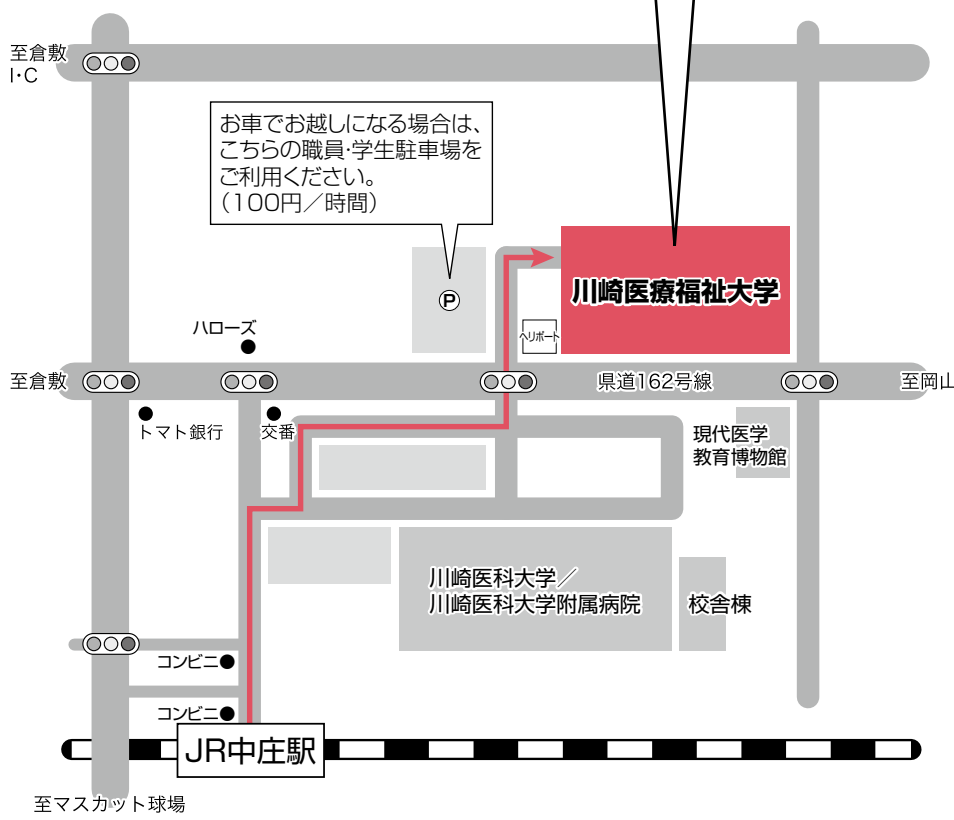 至倉敷
I・C
お車でお越しになる場合は、
こちらの職員・学生駐車場を
ご利用ください。
（100円／時間）
P
川崎医療福祉大学
ハローズ
ヘリポート
至倉敷
県道162号線
至岡山
トマト銀行
交番
現代医学
教育博物館
川崎医科大学／
川崎医科大学附属病院
校舎棟
コンビニ
コンビニ
JR中庄駅
至マスカット球場